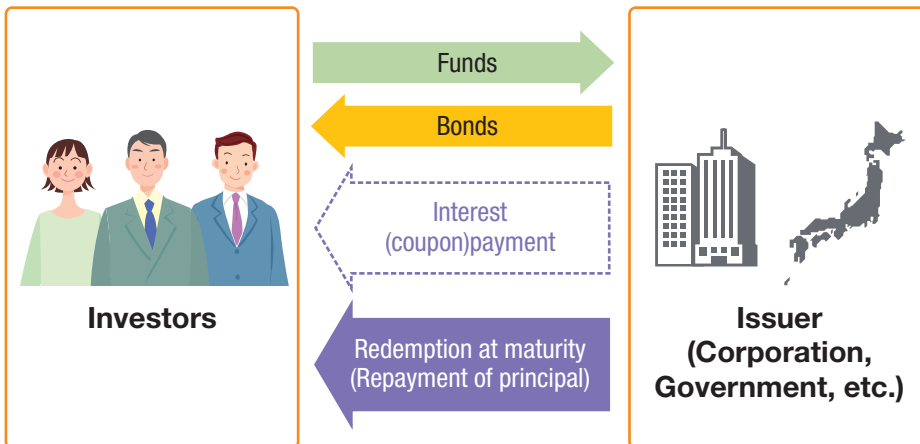 Funds
Bonds
Interest
(coupon)payment
Redemption at maturity
(Repayment of principal)
Investors
Issuer
(Corporation,
Government, etc.)